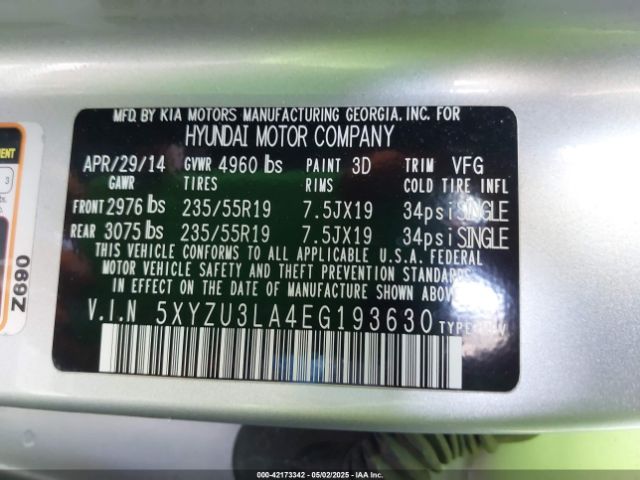 MFD. BY KIA MOTORS MANUFACTURING GEORGIA. INC. FOR
HYUNDAI MOTOR COMPANY
APR/29/14 GVWR 4960 lbs PAINT 3D TRIM VFG
GAWR TIRES RIMS COLD TIRE INFL
FRONT 2976 lbs 235/55R19 7.5JX19 34psi SINGLE
REAR 3075 lbs 235/55R19 7.5JX19 34psi SINGLE
THIS VEHICLE CONFORMS TO ALL APPLICABLE U.S.A. FEDERAL
MOTOR VEHICLE SAFETY AND THEFT PREVENTION STANDARDS
IN EFFECT ON THE DATE OF MANUFACTURE SHOWN ABOVE.
V.I.N 5XYZU3LA4EG193630 TYPE:
3
Z690
000-42173342 05/02/2025 - IAA Inc.